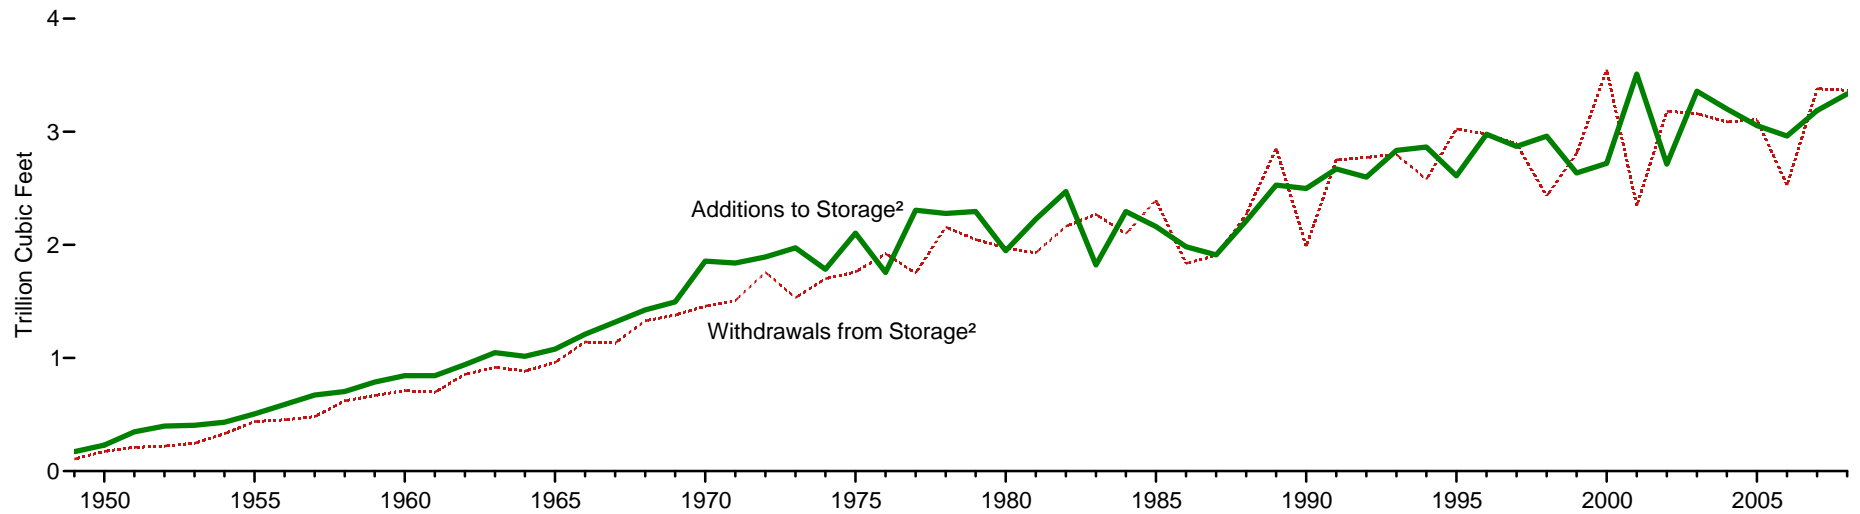 4
3
2
1
0
Trillion Cubic Feet
Additions to Storage²
Withdrawals from Storage²
1950 1955 1960 1965 1970 1975 1980 1985 1990 1995 2000 2005